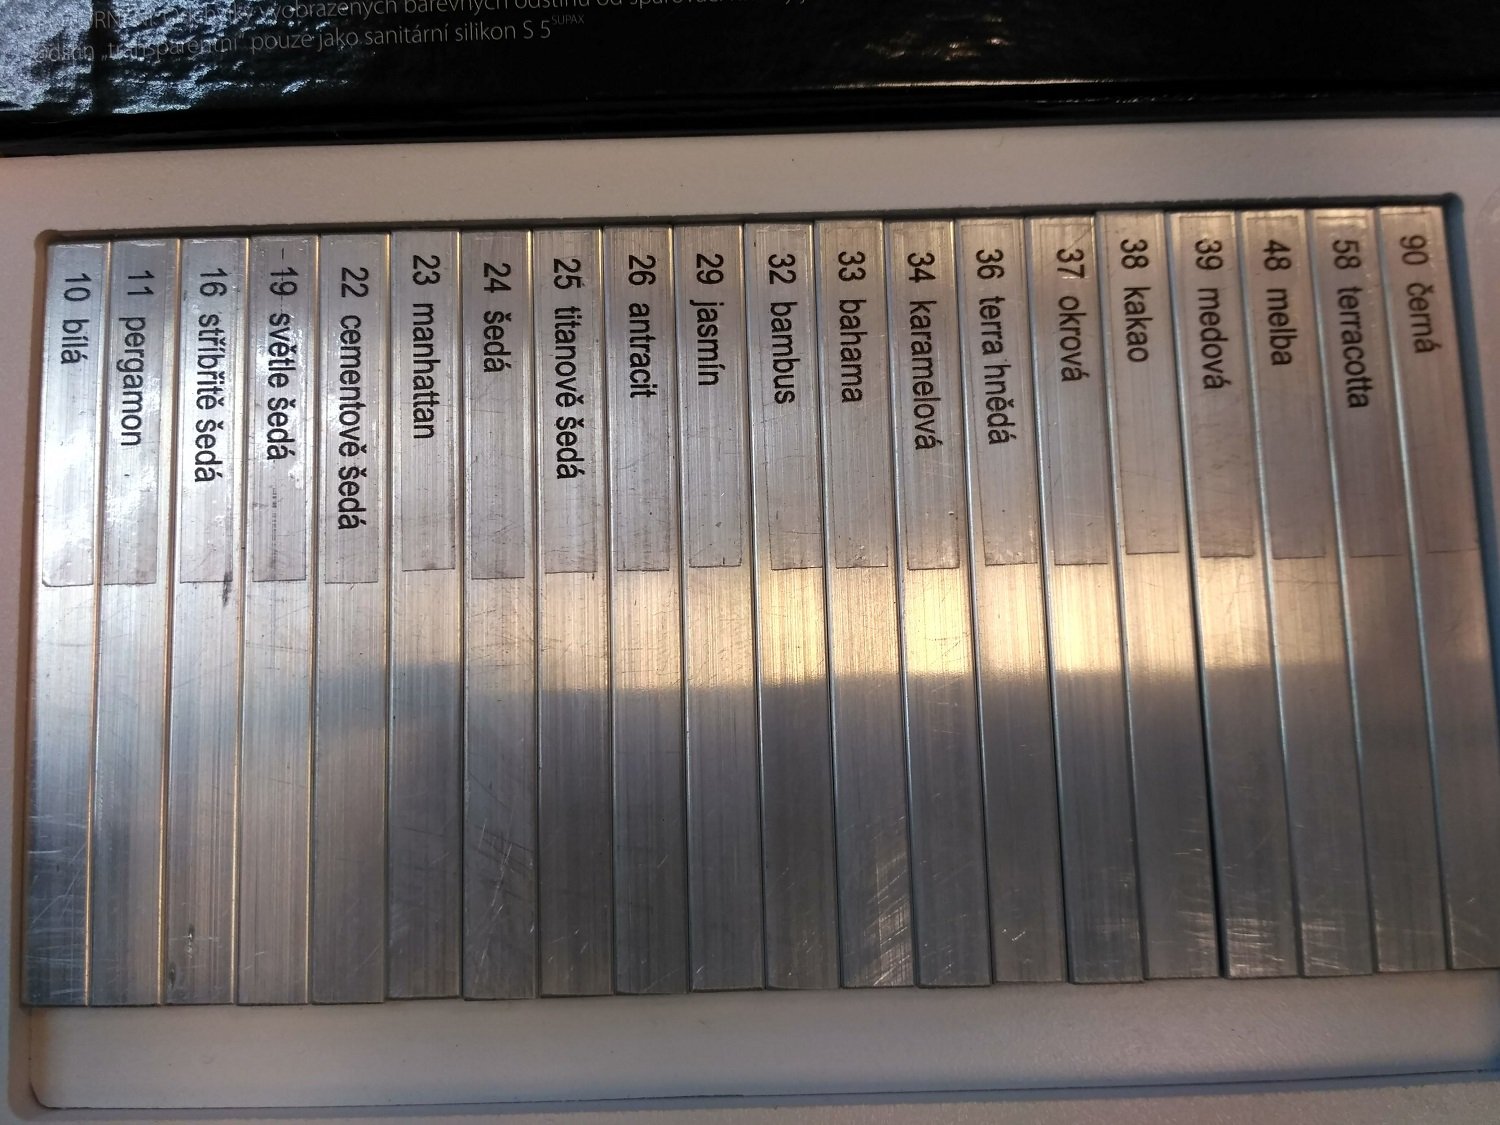 vyobrazených barevných odstínů od
„transparentní“ pouze jako sanitární silikon S 5 SUPAX
10 bílá
11 pergamon
16 stříbřitě šedá
19 světle šedá
22 cementově šedá
23 manhattan
24 šedá
25 titanově šedá
26 antracit
29 jasmín
32 bambus
33 bahama
34 karamelová
36 terra hnědá
37 okrová
38 kakao
39 medová
48 melba
58 terracotta
90 černá